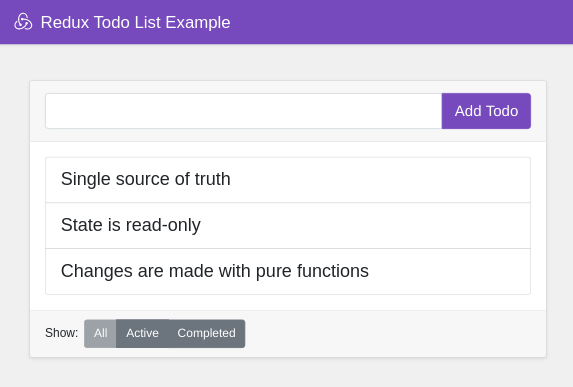 Redux Todo List Example
Add Todo
Single source of truth
State is read-only
Changes are made with pure functions
Show: All Active Completed